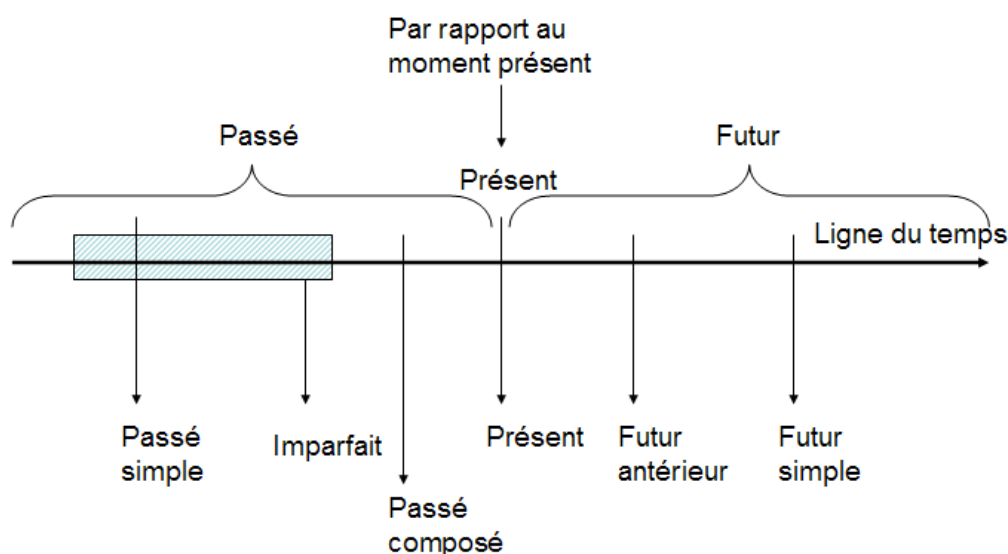 Par rapport au
moment présent
Passé
Futur
Présent
Ligne du temps
Passé
simple
Imparfait
Passé
composé
Présent
Futur
antérieur
Futur
simple